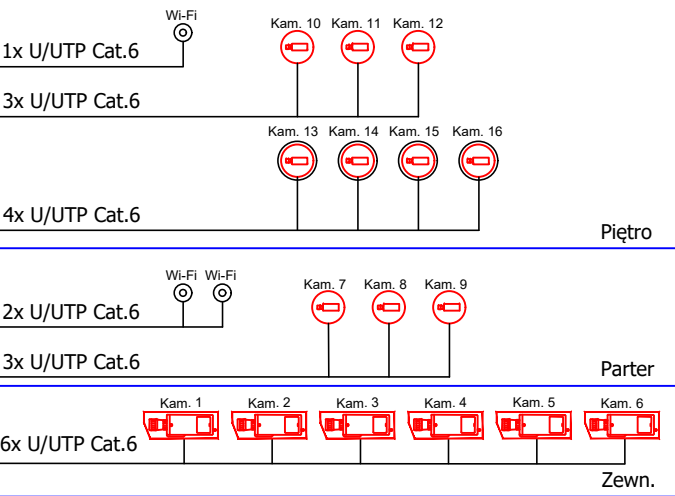 Wi-Fi
Kam. 10 Kam. 11 Kam. 12
1x U/UTP Cat.6
3x U/UTP Cat.6
Kam. 13 Kam. 14 Kam. 15 Kam. 16
4x U/UTP Cat.6
Piętro
Wi-Fi Wi-Fi
Kam. 7 Kam. 8 Kam. 9
2x U/UTP Cat.6
3x U/UTP Cat.6
Parter
Kam. 1 Kam. 2 Kam. 3 Kam. 4 Kam. 5 Kam. 6
6x U/UTP Cat.6
Zewn.